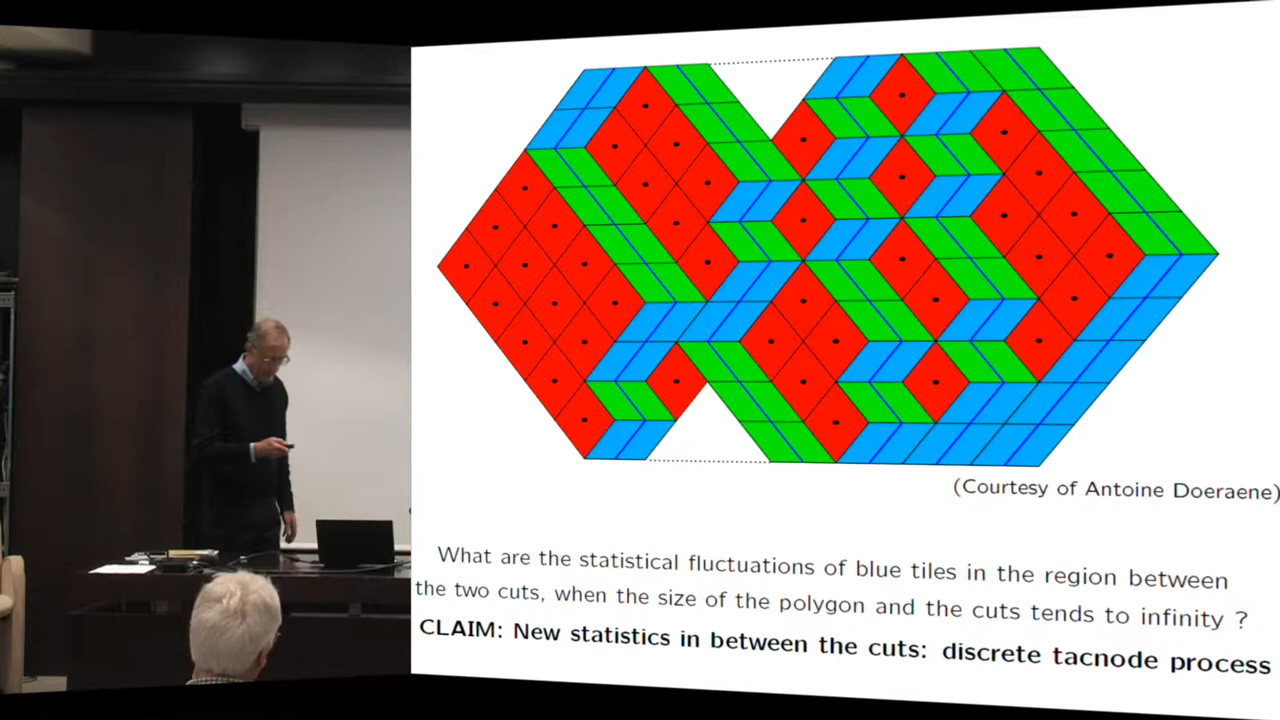 (Courtesy of Antoine Doeraene)
What are the statistical fluctuations of blue tiles in the region between
the two cuts, when the size of the polygon and the cuts tends to infinity ?
CLAIM: New statistics in between the cuts: discrete tacnode process